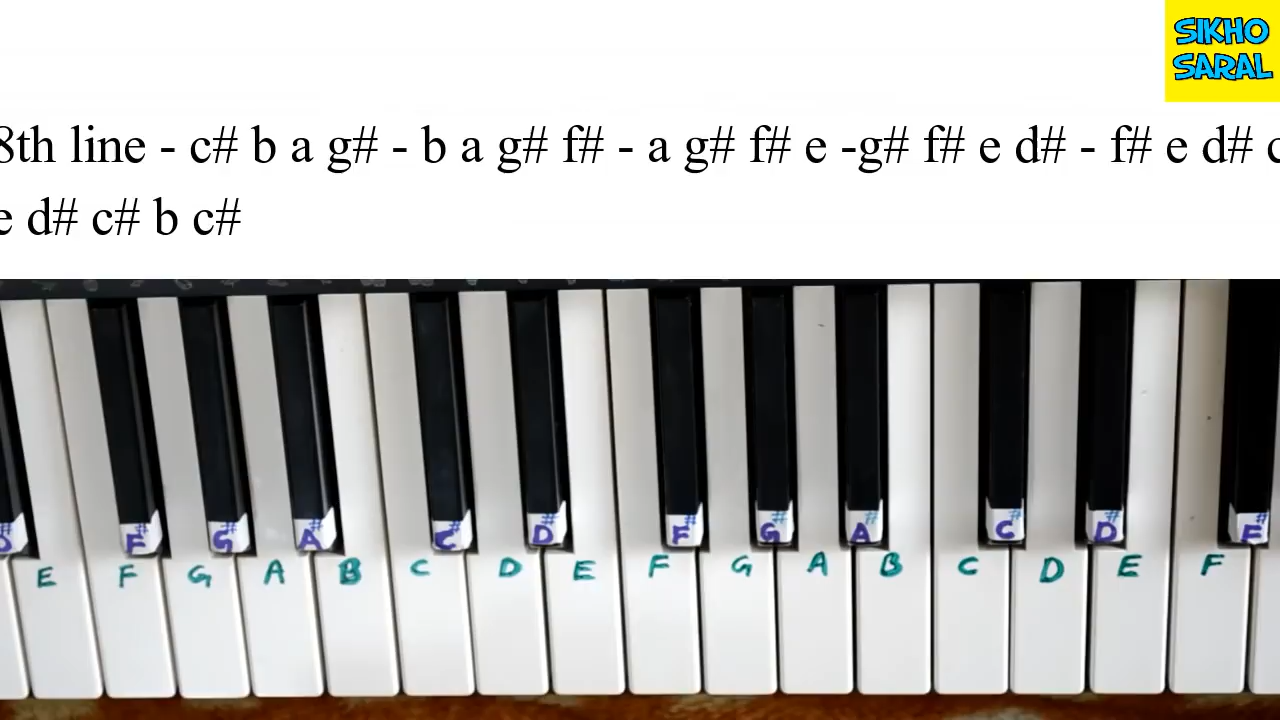 SIKHO
SARAL
8th line - c# b a g# - b a g# f# - a g# f# e -g# f# e d# - f# e d# c
e d# c# b c#
F# G# A# C# D# F# G# A# C# D# F#
E F G A B C D E F G A B C D E F